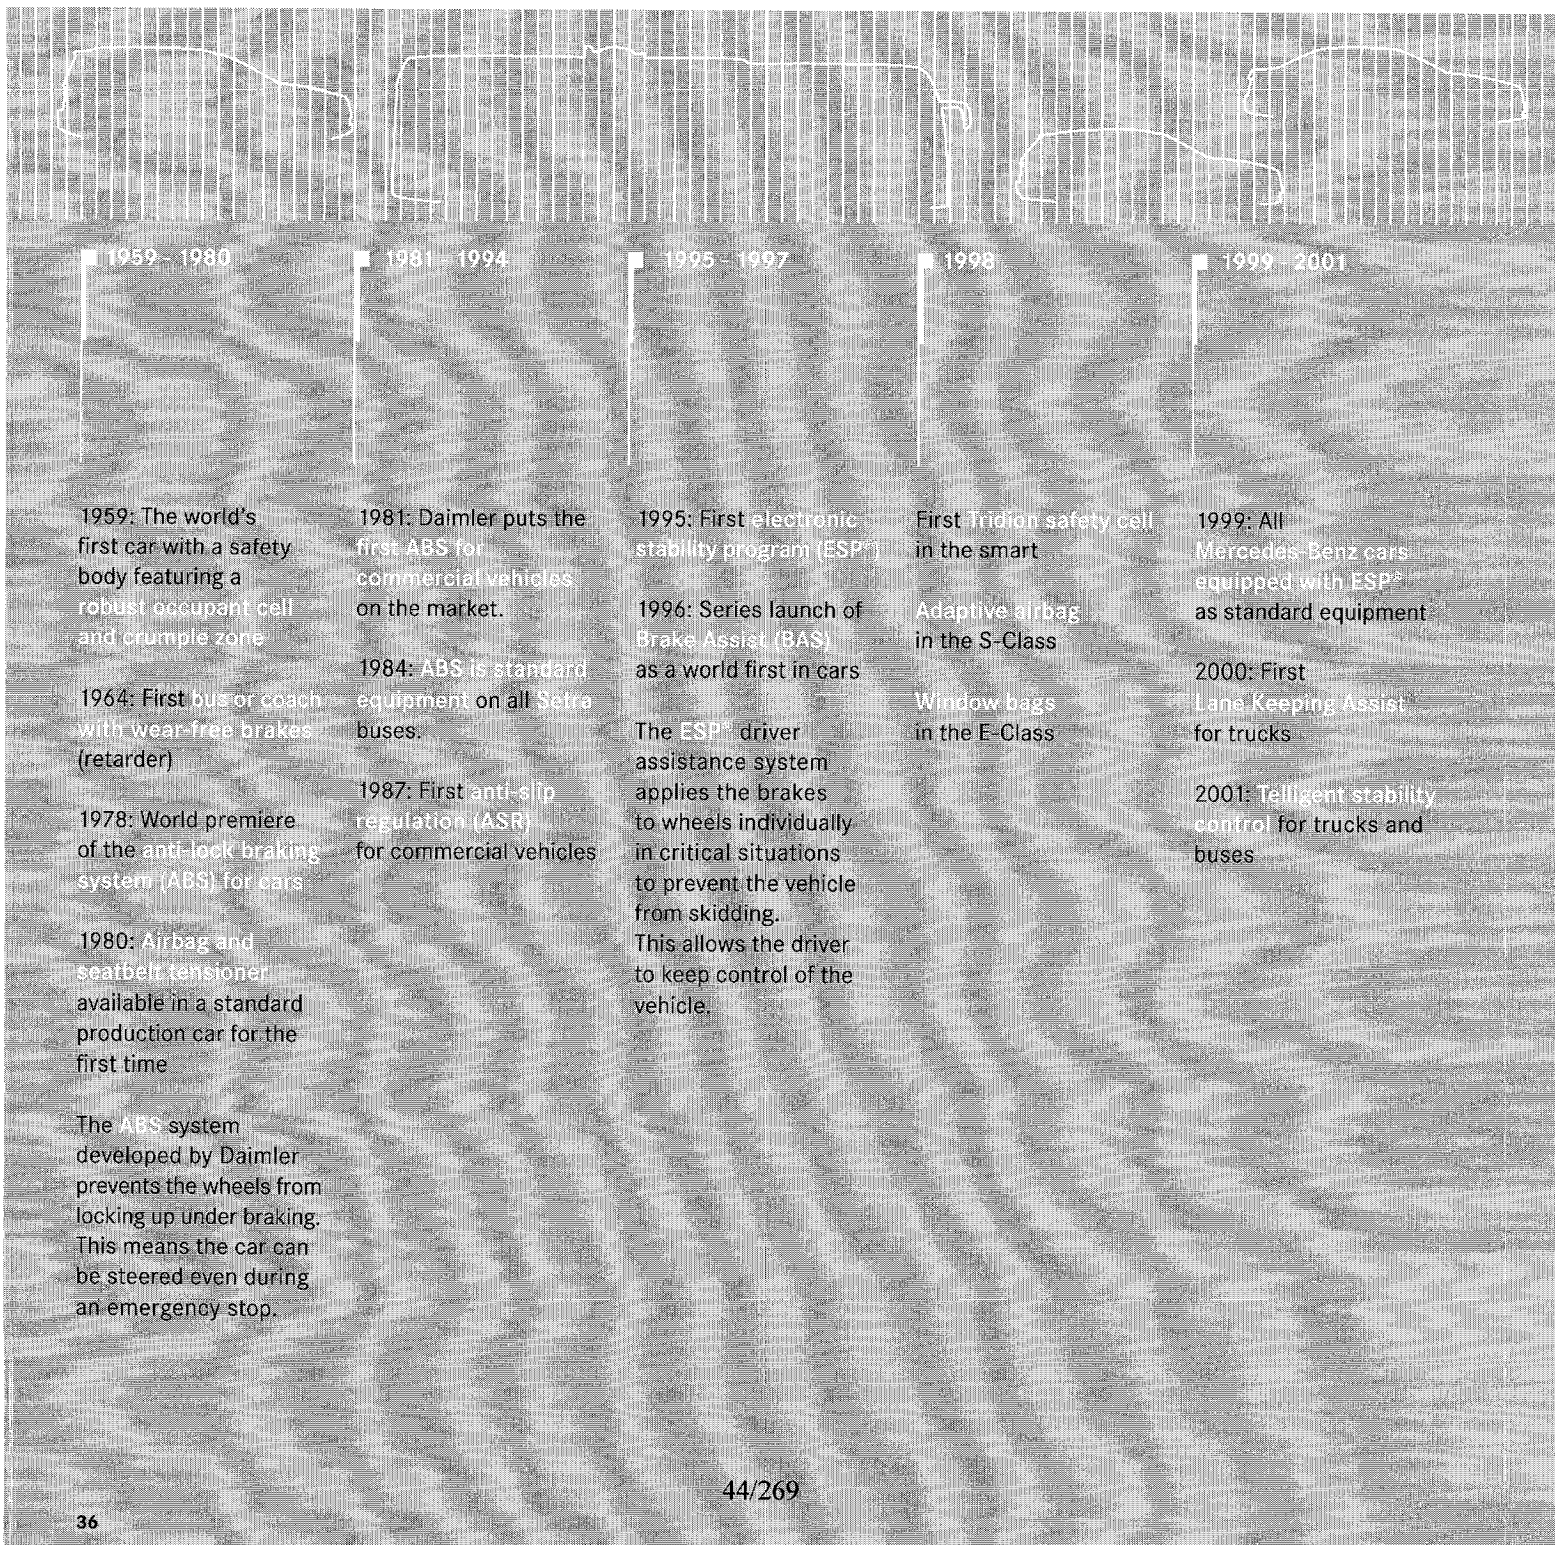 1959 - 1980
1959: The world's
first car with a safety
body featuring a
robust occupant cell
and crumple zone
1964: First bus or coach
with wear-free brakes
(retarder)
1978: World premiere
of the anti-lock braking
system (ABS) for cars
1980: Airbag and
seatbelt tensioner
available in a standard
production car for the
first time
The ABS system
developed by Daimler
prevents the wheels from
locking up under braking.
This means the car can
be steered even during
an emergency stop.
1981 - 1994
1981: Daimler puts the
first ABS for
commercial vehicles
on the market.
1984: ABS is standard
equipment on all Setra
buses.
1987: First anti-slip
regulation (ASR)
for commercial vehicles
1995 - 1997
1995: First electronic
stability program (ESP®)
1996: Series launch of
Brake Assist (BAS)
as a world first in cars
The ESP® driver
assistance system
applies the brakes
to wheels individually
in critical situations
to prevent the vehicle
from skidding.
This allows the driver
to keep control of the
vehicle.
1998
First Tridion safety cell
in the smart
Adaptive airbag
in the S-Class
Window bags
in the E-Class
1999 - 2001
1999: All
Mercedes-Benz cars
equipped with ESP®
as standard equipment
2000: First
Lane Keeping Assist
for trucks
2001: Telligent stability
control for trucks and
buses
44/269
36